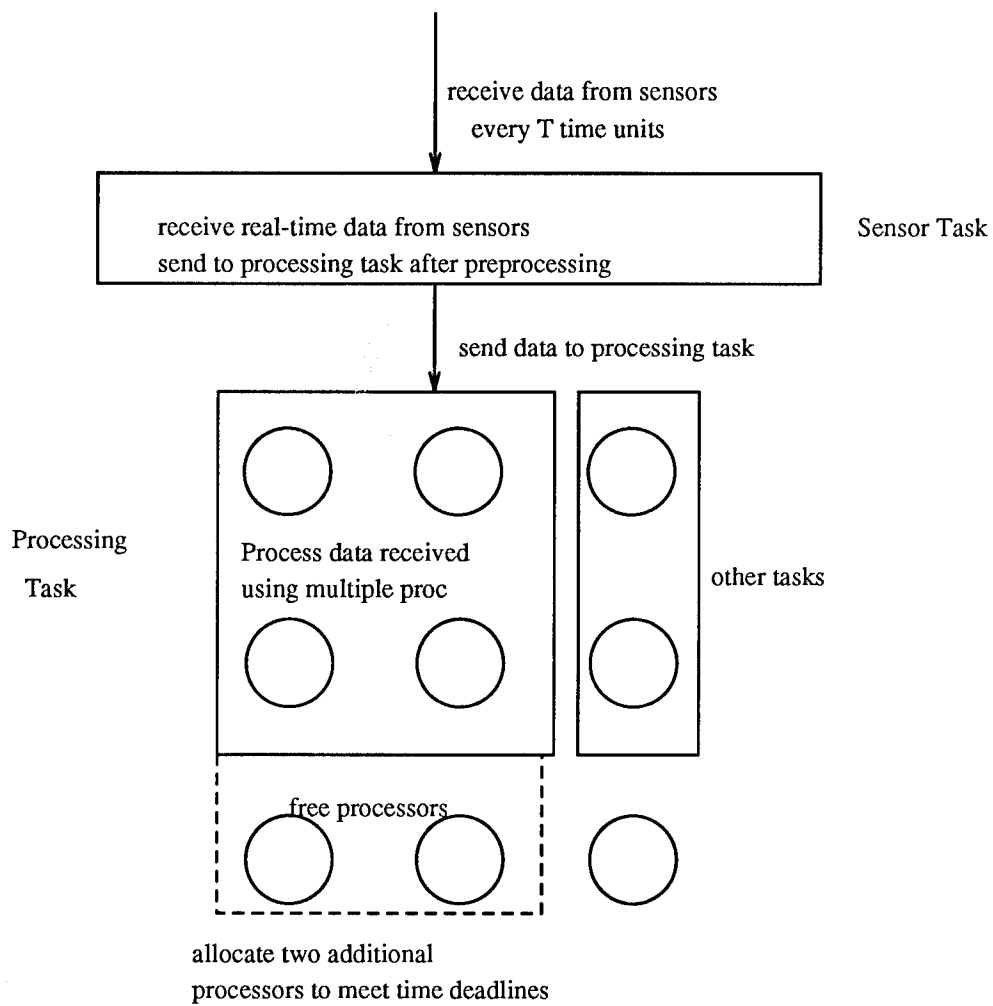 receive data from sensors
every T time units
receive real-time data from sensors
send to processing task after preprocessing
Sensor Task
send data to processing task
Processing
Task
Process data received
using multiple proc
other tasks
free processors
allocate two additional
processors to meet time deadlines